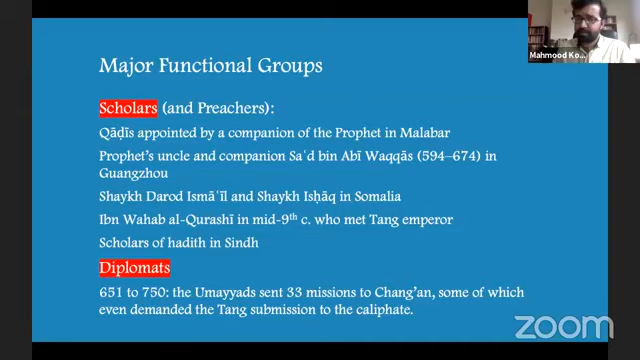 Mahmood Ko...
Major Functional Groups
Scholars (and Preachers):
Qāḍīs appointed by a companion of the Prophet in Malabar
Prophet's uncle and companion Saʿd bin Abī Waqqās (594–674) in
Guangzhou
Shaykh Darod Ismāʿīl and Shaykh Isḥāq in Somalia
Ibn Wahab al-Qurashī in mid-9th c. who met Tang emperor
Scholars of hadith in Sindh
Diplomats
651 to 750: the Umayyads sent 33 missions to Chang'an, some of which
even demanded the Tang submission to the caliphate.
zoom